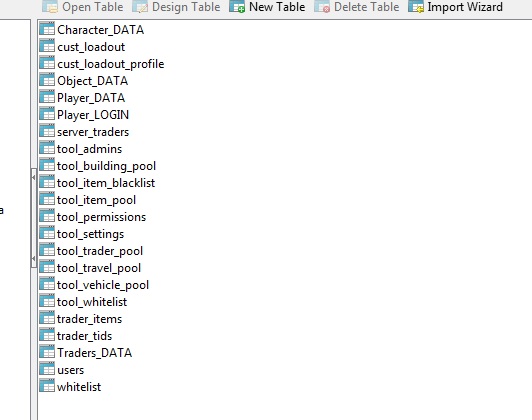 Open Table Design Table New Table Delete Table Import Wizard
Character_DATA
cust_loadout
cust_loadout_profile
Object_DATA
Player_DATA
Player_LOGIN
server_traders
tool_admins
tool_building_pool
tool_item_blacklist
tool_item_pool
tool_permissions
tool_settings
tool_trader_pool
tool_travel_pool
tool_vehicle_pool
tool_whitelist
trader_items
trader_tids
Traders_DATA
users
whitelist